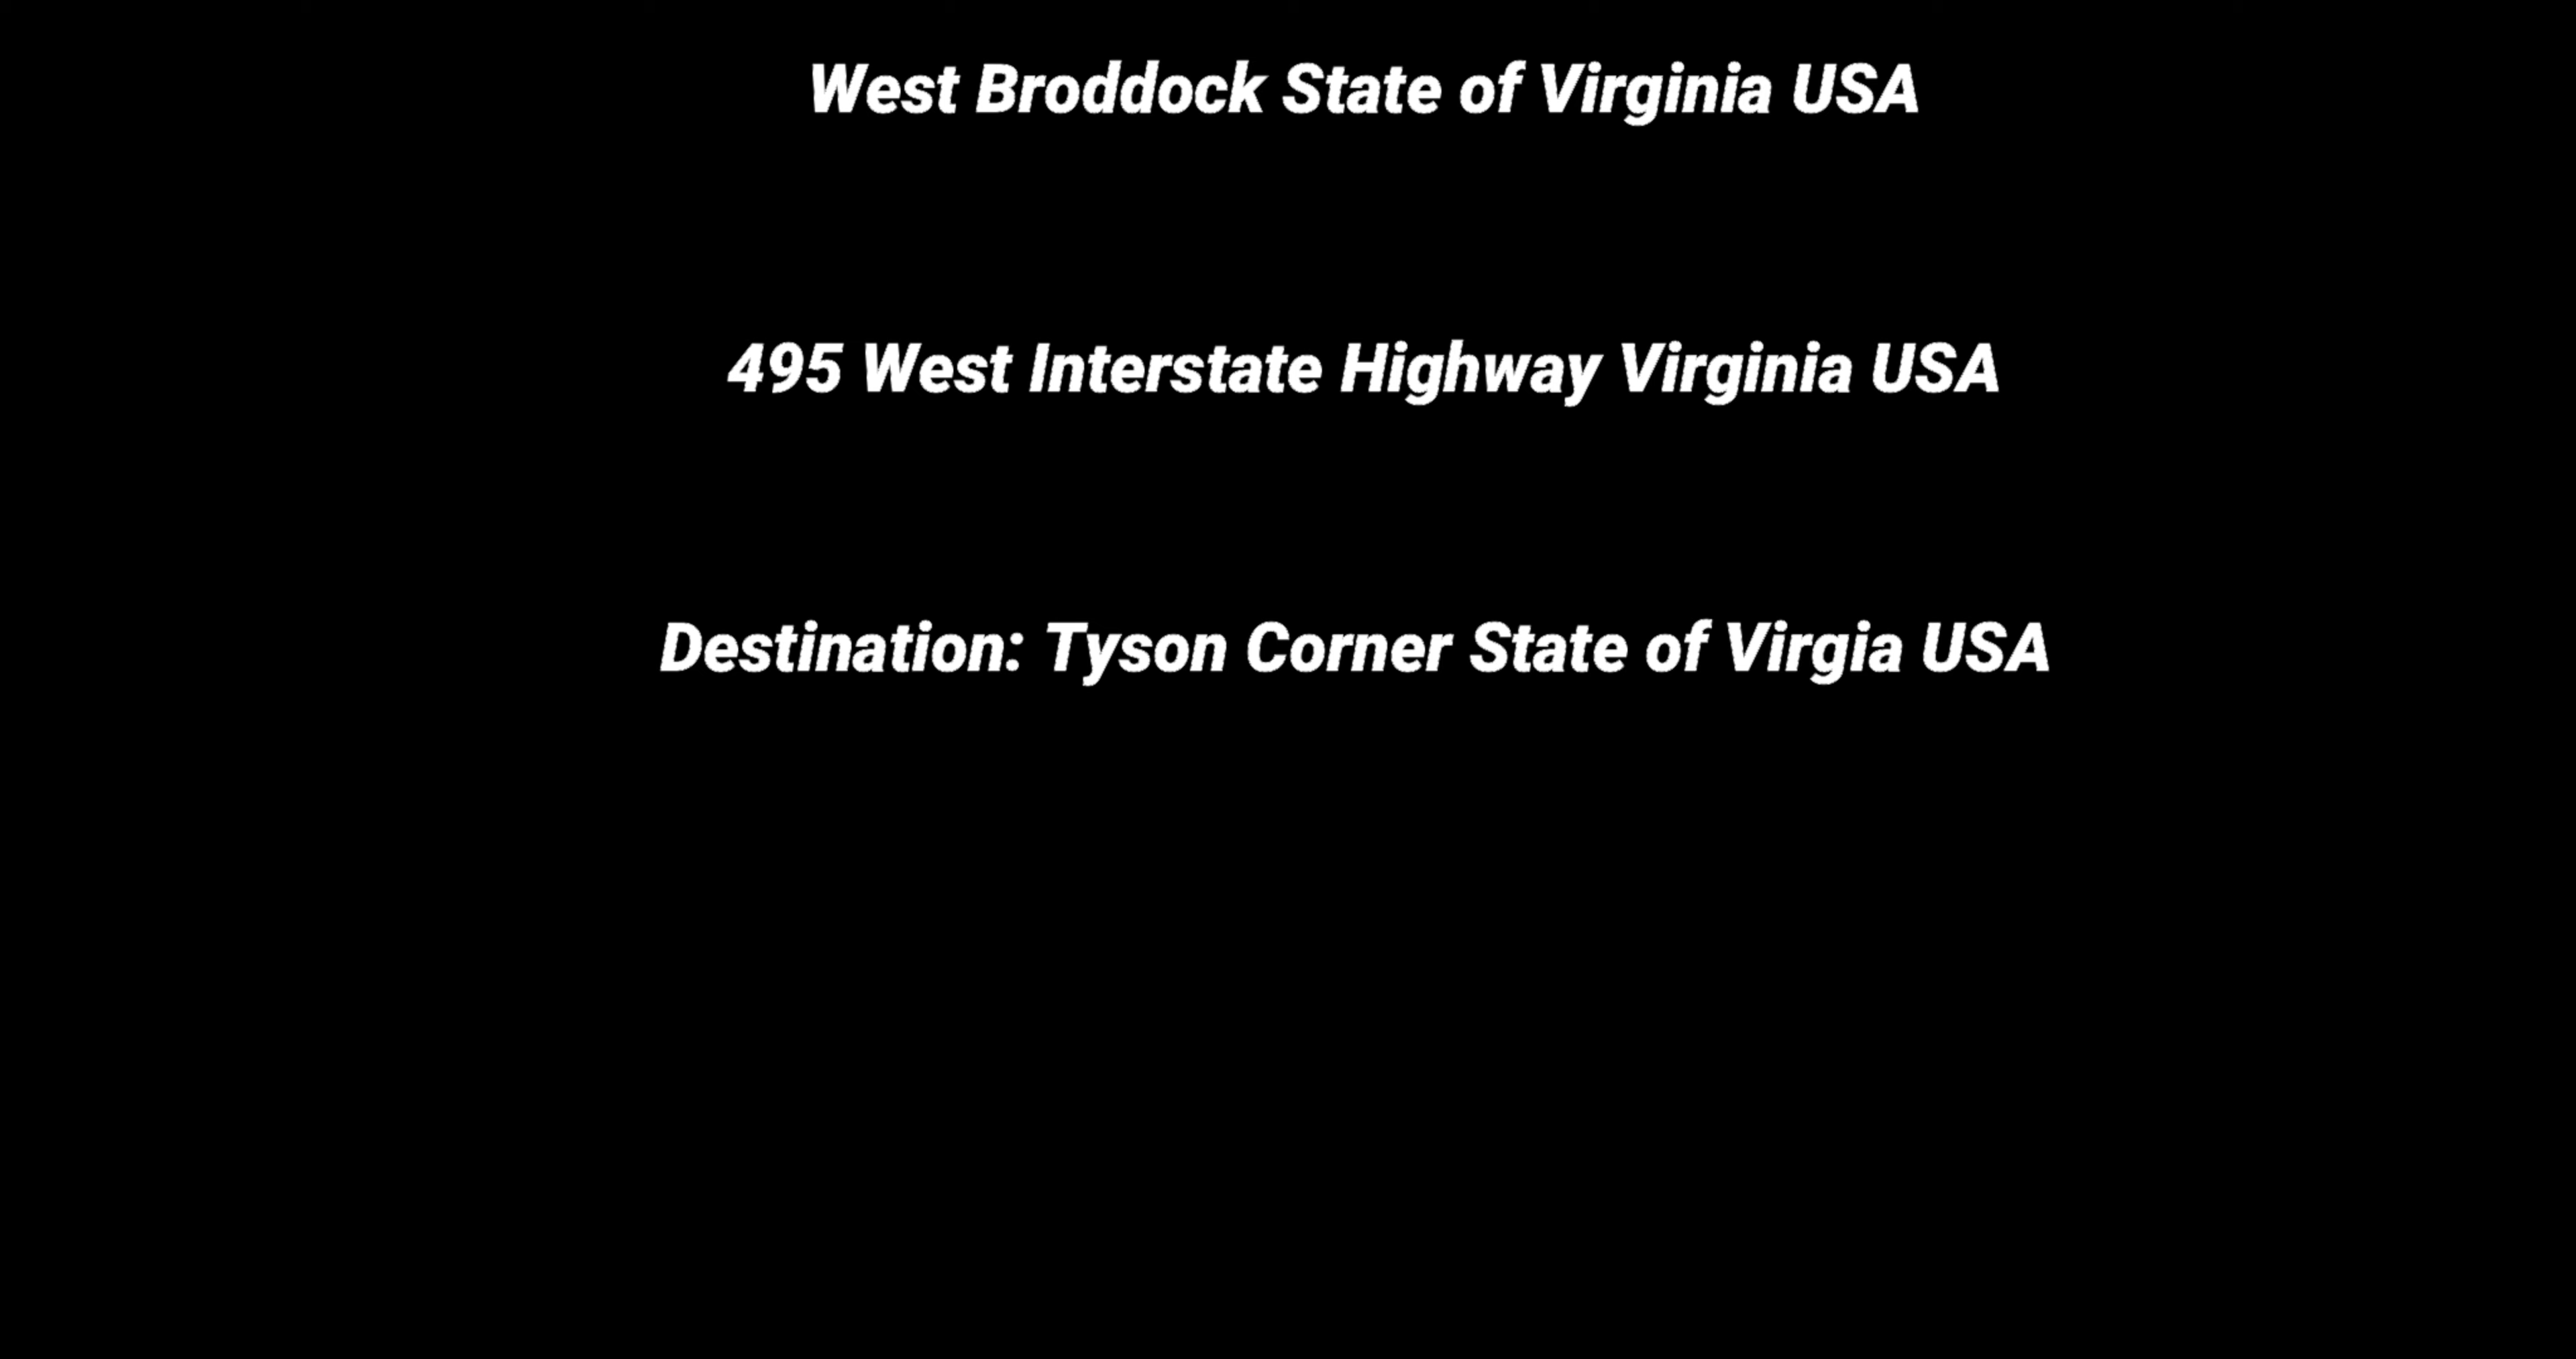 West Broddock State of Virginia USA
495 West Interstate Highway Virginia USA
Destination: Tyson Corner State of Virgia USA